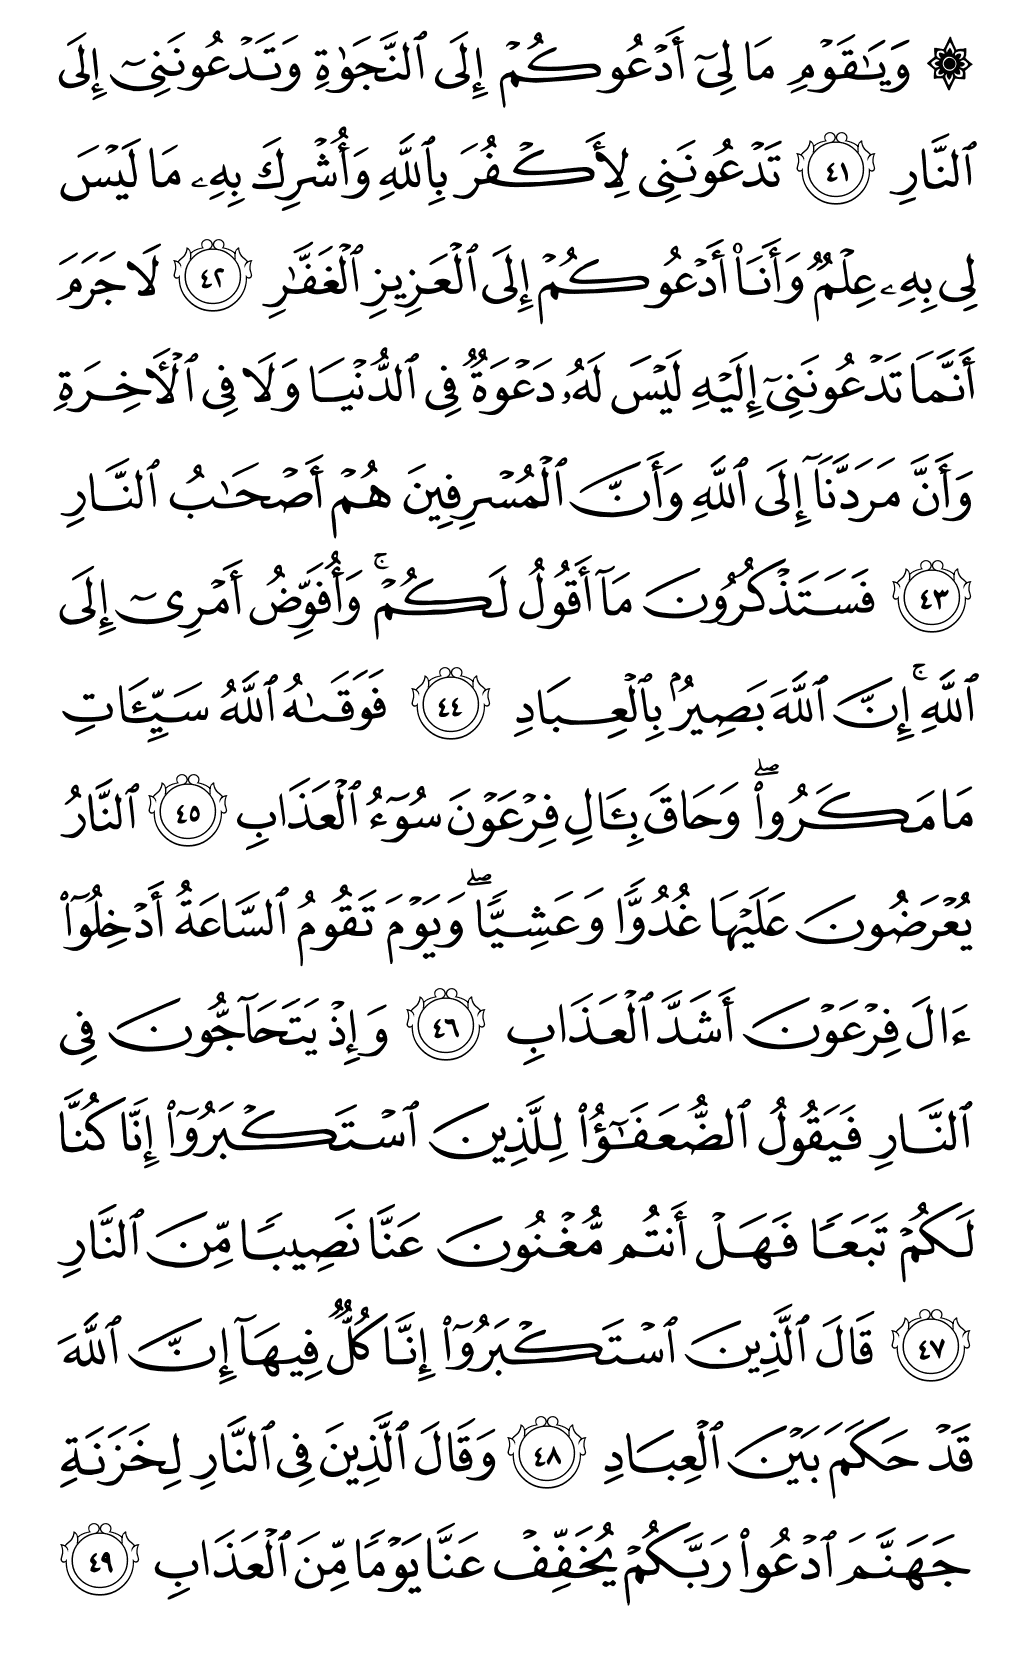 ۞ وَيَـٰقَوْمِ مَا لِىٓ أَدْعُوكُمْ إِلَى ٱلنَّجَوٰةِ وَتَدْعُونَنِىٓ إِلَى
ٱلنَّارِ ٤١ تَدْعُونَنِى لِأَكْفُرَ بِٱللَّهِ وَأُشْرِكَ بِهِۦ مَا لَيْسَ
لِى بِهِۦ عِلْمٌ وَأَنَا۠ أَدْعُوكُمْ إِلَى ٱلْعَزِيزِ ٱلْغَفَّـٰرِ ٤٢ لَا جَرَمَ
أَنَّمَا تَدْعُونَنِىٓ إِلَيْهِ لَيْسَ لَهُۥ دَعْوَةٌ فِى ٱلدُّنْيَا وَلَا فِى ٱلْـَٔاخِرَةِ
وَأَنَّ مَرَدَّنَآ إِلَى ٱللَّهِ وَأَنَّ ٱلْمُسْرِفِينَ هُمْ أَصْحَـٰبُ ٱلنَّارِ
٤٣ فَسَتَذْكُرُونَ مَآ أَقُولُ لَكُمْ ۚ وَأُفَوِّضُ أَمْرِىٓ إِلَى
ٱللَّهِ ۚ إِنَّ ٱللَّهَ بَصِيرٌۢ بِٱلْعِبَادِ ٤٤ فَوَقَىٰهُ ٱللَّهُ سَيِّـَٔاتِ
مَا مَكَرُوا۟ ۖ وَحَاقَ بِـَٔالِ فِرْعَوْنَ سُوٓءُ ٱلْعَذَابِ ٤٥ ٱلنَّارُ
يُعْرَضُونَ عَلَيْهَا غُدُوًّا وَعَشِيًّا ۖ وَيَوْمَ تَقُومُ ٱلسَّاعَةُ أَدْخِلُوٓا۟
ءَالَ فِرْعَوْنَ أَشَدَّ ٱلْعَذَابِ ٤٦ وَإِذْ يَتَحَآجُّونَ فِى
ٱلنَّارِ فَيَقُولُ ٱلضُّعَفَـٰٓؤُا۟ لِلَّذِينَ ٱسْتَكْبَرُوٓا۟ إِنَّا كُنَّا
لَكُمْ تَبَعًا فَهَلْ أَنتُم مُّغْنُونَ عَنَّا نَصِيبًا مِّنَ ٱلنَّارِ
٤٧ قَالَ ٱلَّذِينَ ٱسْتَكْبَرُوٓا۟ إِنَّا كُلٌّ فِيهَآ إِنَّ ٱللَّهَ
قَدْ حَكَمَ بَيْنَ ٱلْعِبَادِ ٤٨ وَقَالَ ٱلَّذِينَ فِى ٱلنَّارِ لِخَزَنَةِ
جَهَنَّمَ ٱدْعُوا۟ رَبَّكُمْ يُخَفِّفْ عَنَّا يَوْمًا مِّنَ ٱلْعَذَابِ ٤٩